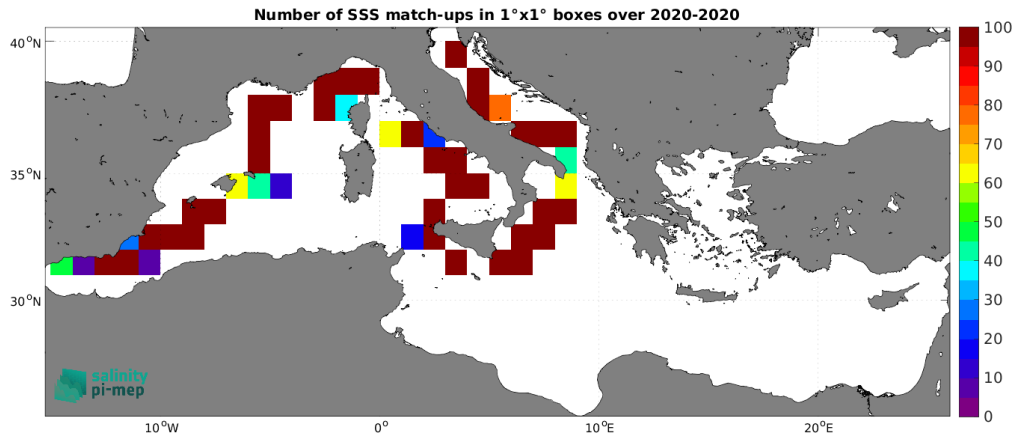 Number of SSS match-ups in 1°x1° boxes over 2020-2020
40°N
35°N
30°N
10°W
0°
10°E
20°E
100
90
80
70
60
50
40
30
20
10
0
salinity
pi-mep